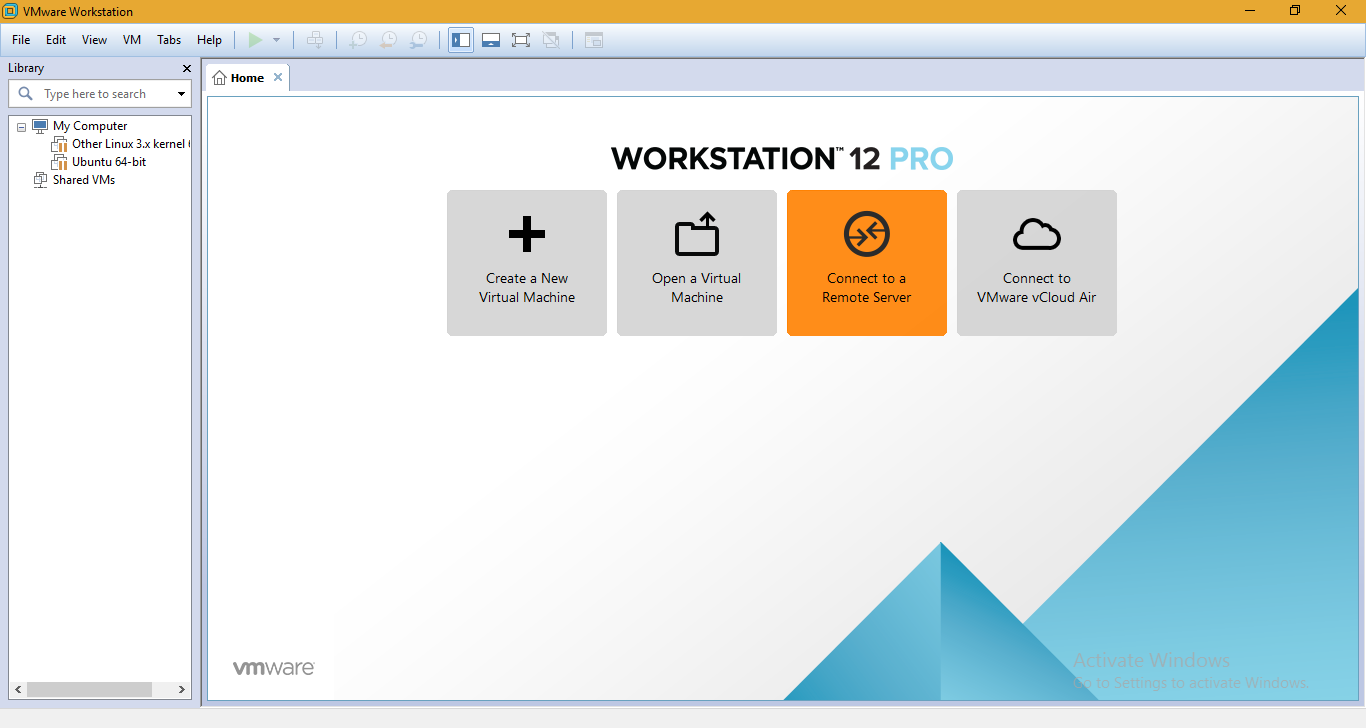 VMware Workstation
File Edit View VM Tabs Help
Library
Type here to search
My Computer
Other Linux 3.x kernel
Ubuntu 64-bit
Shared VMs
Home
WORKSTATION™ 12 PRO
Create a New
Virtual Machine
Open a Virtual
Machine
Connect to a
Remote Server
Connect to
VMware vCloud Air
vmware
Activate Windows
Go to Settings to activate Windows.